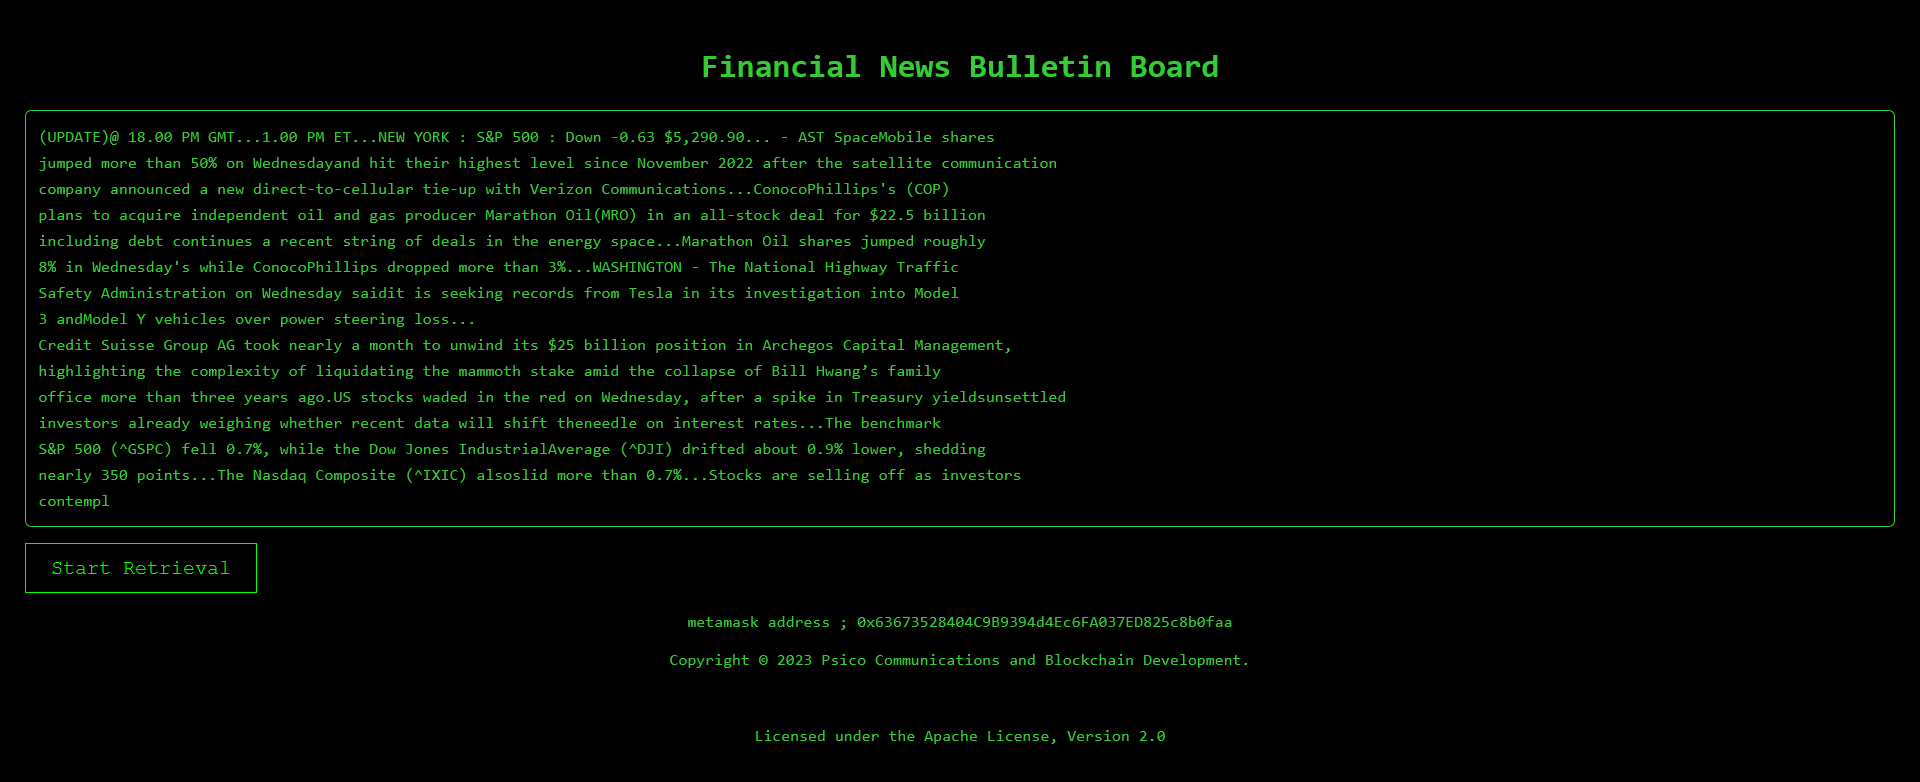 Financial News Bulletin Board
(UPDATE)@ 18.00 PM GMT...1.00 PM ET...NEW YORK : S&P 500 : Down -0.63 $5,290.90... - AST SpaceMobile shares
jumped more than 50% on Wednesdayand hit their highest level since November 2022 after the satellite communication
company announced a new direct-to-cellular tie-up with Verizon Communications...ConocoPhillips's (COP)
plans to acquire independent oil and gas producer Marathon Oil(MRO) in an all-stock deal for $22.5 billion
including debt continues a recent string of deals in the energy space...Marathon Oil shares jumped roughly
8% in Wednesday's while ConocoPhillips dropped more than 3%...WASHINGTON - The National Highway Traffic
Safety Administration on Wednesday saidit is seeking records from Tesla in its investigation into Model
3 andModel Y vehicles over power steering loss...
Credit Suisse Group AG took nearly a month to unwind its $25 billion position in Archegos Capital Management,
highlighting the complexity of liquidating the mammoth stake amid the collapse of Bill Hwang’s family
office more than three years ago.US stocks waded in the red on Wednesday, after a spike in Treasury yieldsunsettled
investors already weighing whether recent data will shift theneedle on interest rates...The benchmark
S&P 500 (^GSPC) fell 0.7%, while the Dow Jones IndustrialAverage (^DJI) drifted about 0.9% lower, shedding
nearly 350 points...The Nasdaq Composite (^IXIC) alsoslid more than 0.7%...Stocks are selling off as investors
contempl
Start Retrieval
metamask address ; 0x63673528404C9B9394d4Ec6FA037ED825c8b0faa
Copyright © 2023 Psico Communications and Blockchain Development.
Licensed under the Apache License, Version 2.0